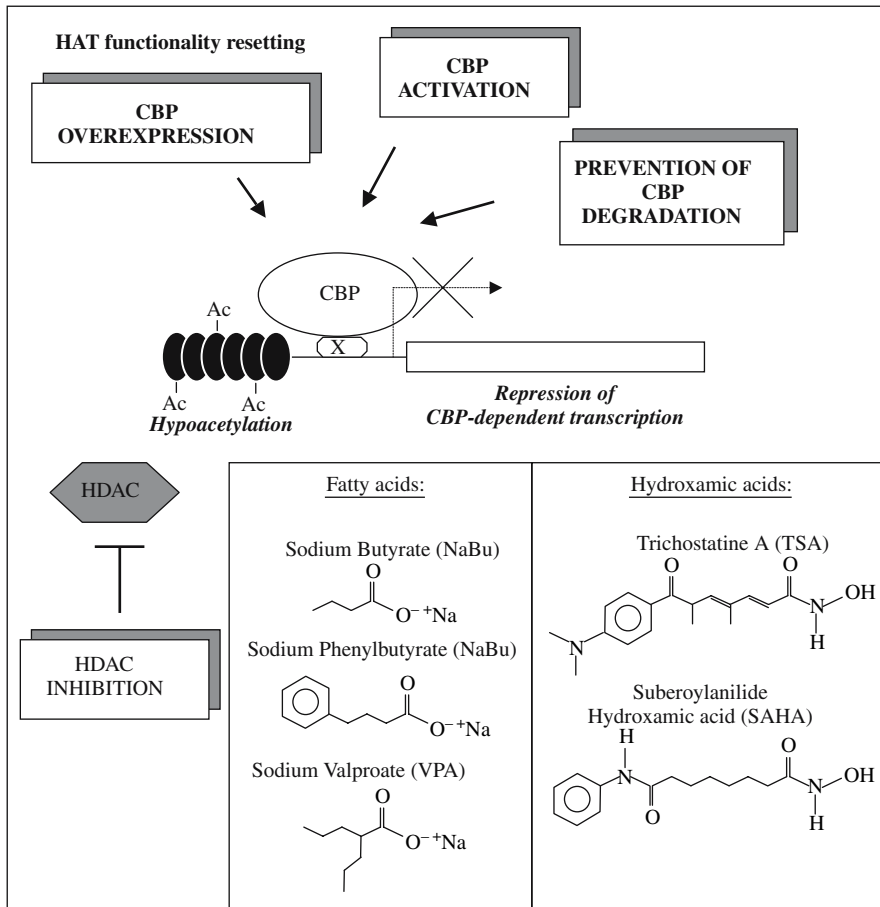 HAT functionality resetting
CBP
OVEREXPRESSION
CBP
ACTIVATION
PREVENTION OF
CBP
DEGRADATION
CBP
Ac
X
Ac
Ac
Hypoacetylation
Repression of
CBP-dependent transcription
HDAC
HDAC
INHIBITION
Fatty acids:
Sodium Butyrate (NaBu)
O
O⁻⁺Na
Sodium Phenylbutyrate (NaBu)
O
O⁻⁺Na
Sodium Valproate (VPA)
O
O⁻⁺Na
Hydroxamic acids:
Trichostatine A (TSA)
O
O
OH
N
H
N
Suberoylanilide
Hydroxamic acid (SAHA)
H
N
O
O
OH
N
H